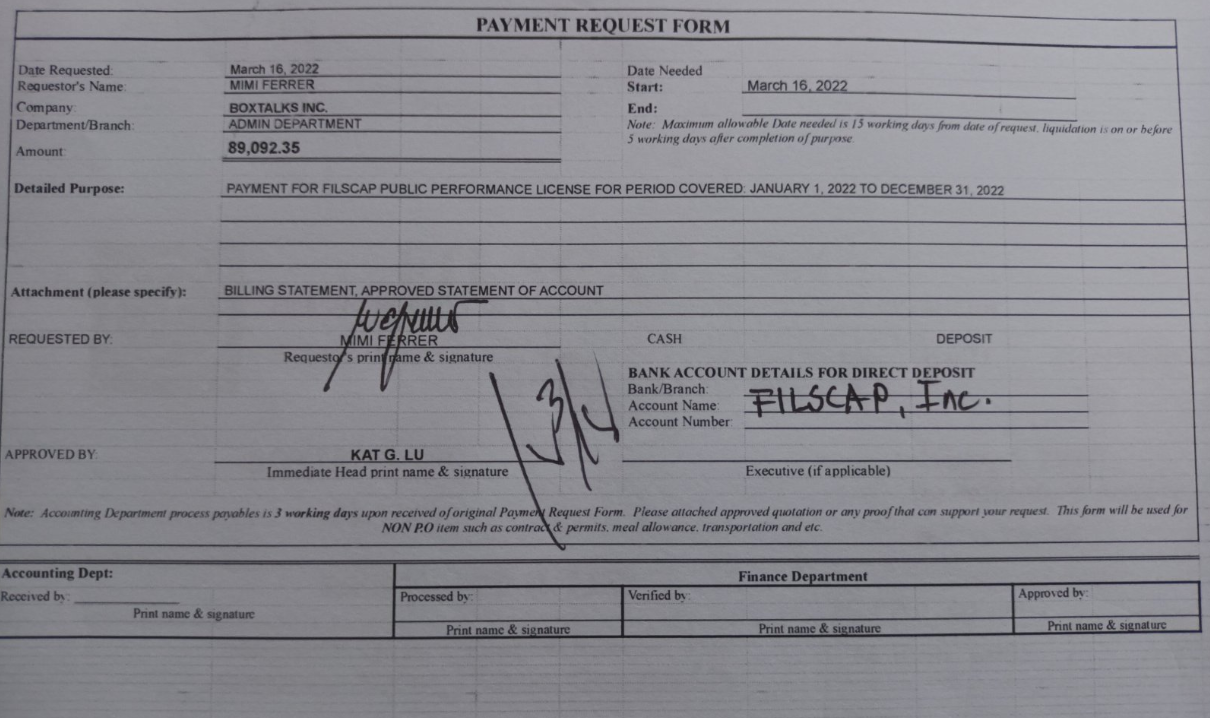 PAYMENT REQUEST FORM
Date Requested: March 16, 2022
Requestor's Name: MIMI FERRER
Company: BOXTALKS INC.
Department/Branch: ADMIN DEPARTMENT
Amount: 89,092.35
Date Needed
Start: March 16, 2022
End:
Note: Maximum allowable Date needed is 15 working days from date of request, liquidation is on or before
5 working days after completion of purpose
Detailed Purpose: PAYMENT FOR FILSCAP PUBLIC PERFORMANCE LICENSE FOR PERIOD COVERED: JANUARY 1, 2022 TO DECEMBER 31, 2022
Attachment (please specify): BILLING STATEMENT, APPROVED STATEMENT OF ACCOUNT
REQUESTED BY: MIMI FERRER
Requestor's print name & signature
CASH DEPOSIT
BANK ACCOUNT DETAILS FOR DIRECT DEPOSIT
Bank/Branch:
Account Name: FILSCAP, Inc.
Account Number:
APPROVED BY: KAT G. LU
Immediate Head print name & signature
Executive (if applicable)
Note: Accounting Department process payables is 3 working days upon received of original Payment Request Form. Please attached approved quotation or any proof that can support your request. This form will be used for
NON P.O item such as contract & permits, meal allowance, transportation and etc.
Accounting Dept:
Received by:
Print name & signature
Finance Department
Processed by: Verified by: Approved by:
Print name & signature Print name & signature Print name & signature